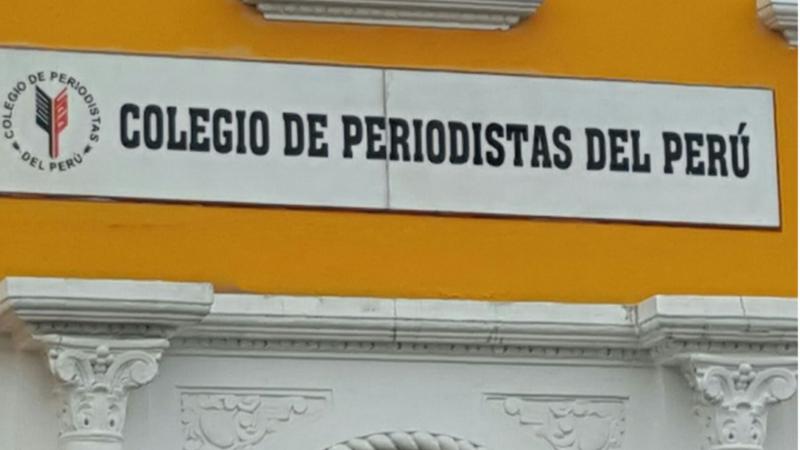 COLEGIO DE PERIODISTAS
DEL PERÚ
COLEGIO DE PERIODISTAS DEL PERÚ